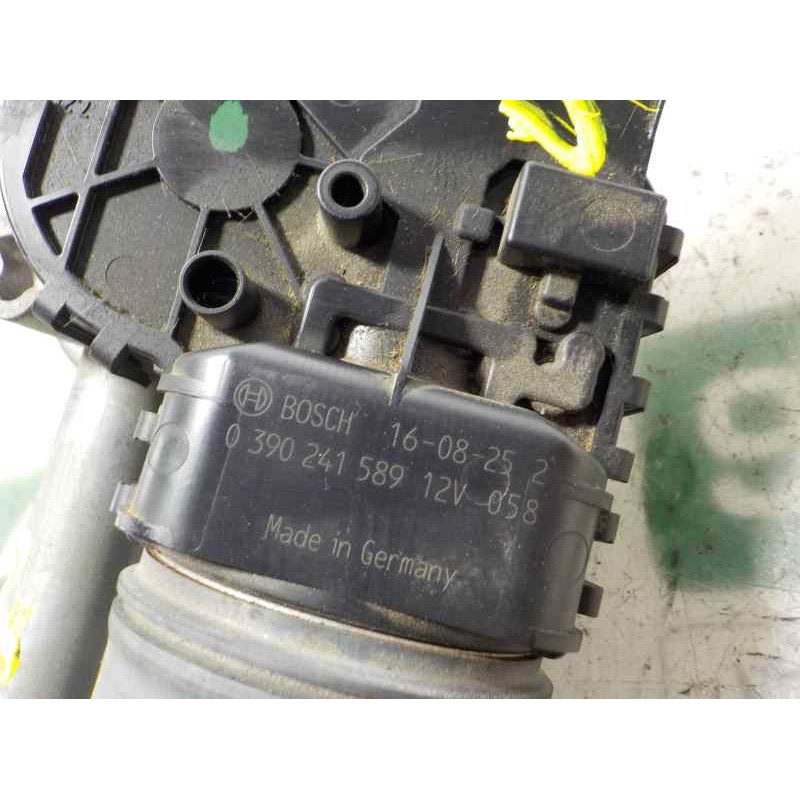 BOSCH 16-08-25 2
0 390 241 589 12V 058
Made in Germany